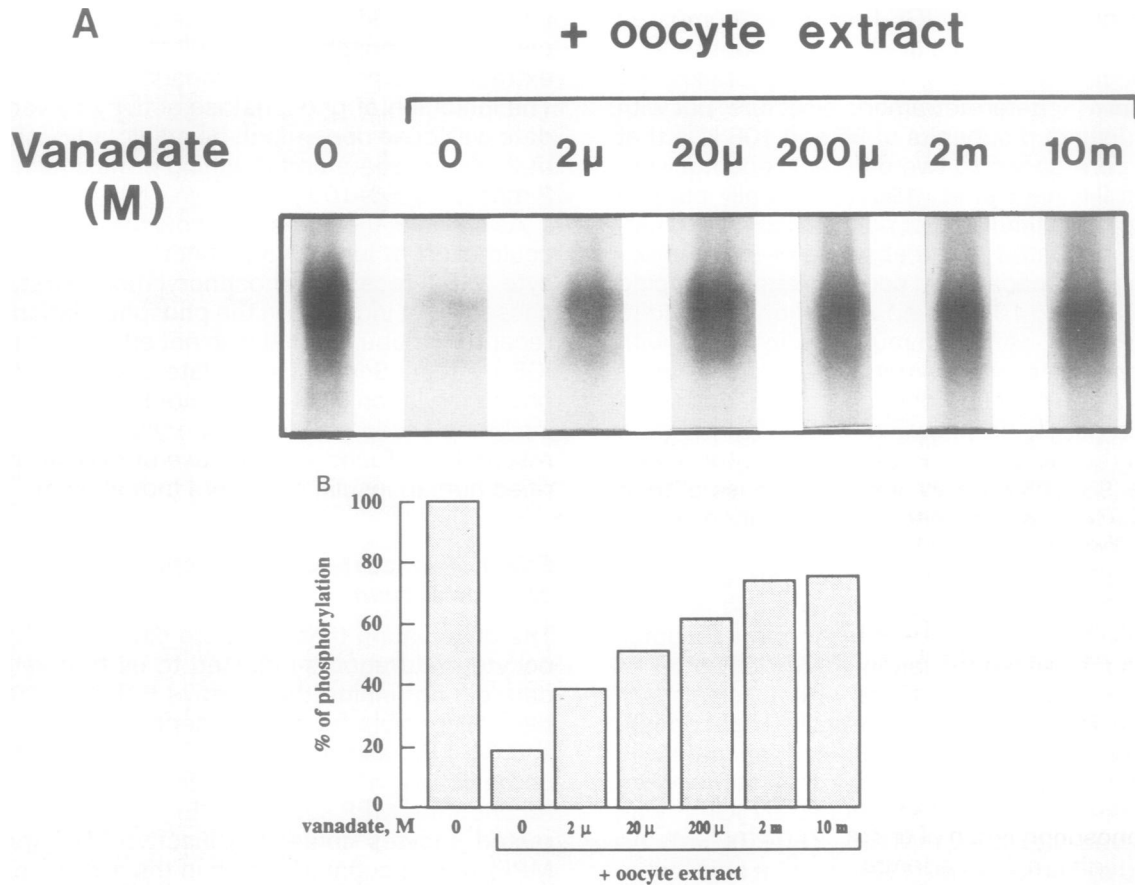 A
+ oocyte extract
Vanadate (M) 0 0 2µ 20µ 200µ 2m 10m
B
% of phosphorylation
100
80
60
40
20
0
vanadate, M 0 0 2 µ 20 µ 200 µ 2 m 10 m
+ oocyte extract